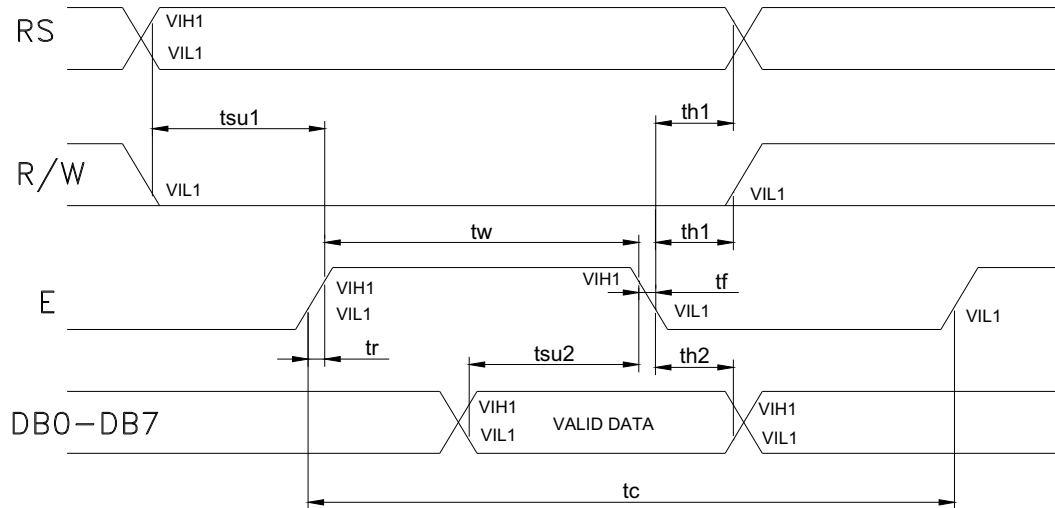 RS
VIH1
VIL1
tsu1
th1
R/W
VIL1
VIL1
tw
th1
E
VIH1
VIL1
VIH1
tf
VIL1
VIL1
tr
tsu2
th2
DB0-DB7
VIH1
VIL1
VALID DATA
VIH1
VIL1
tc